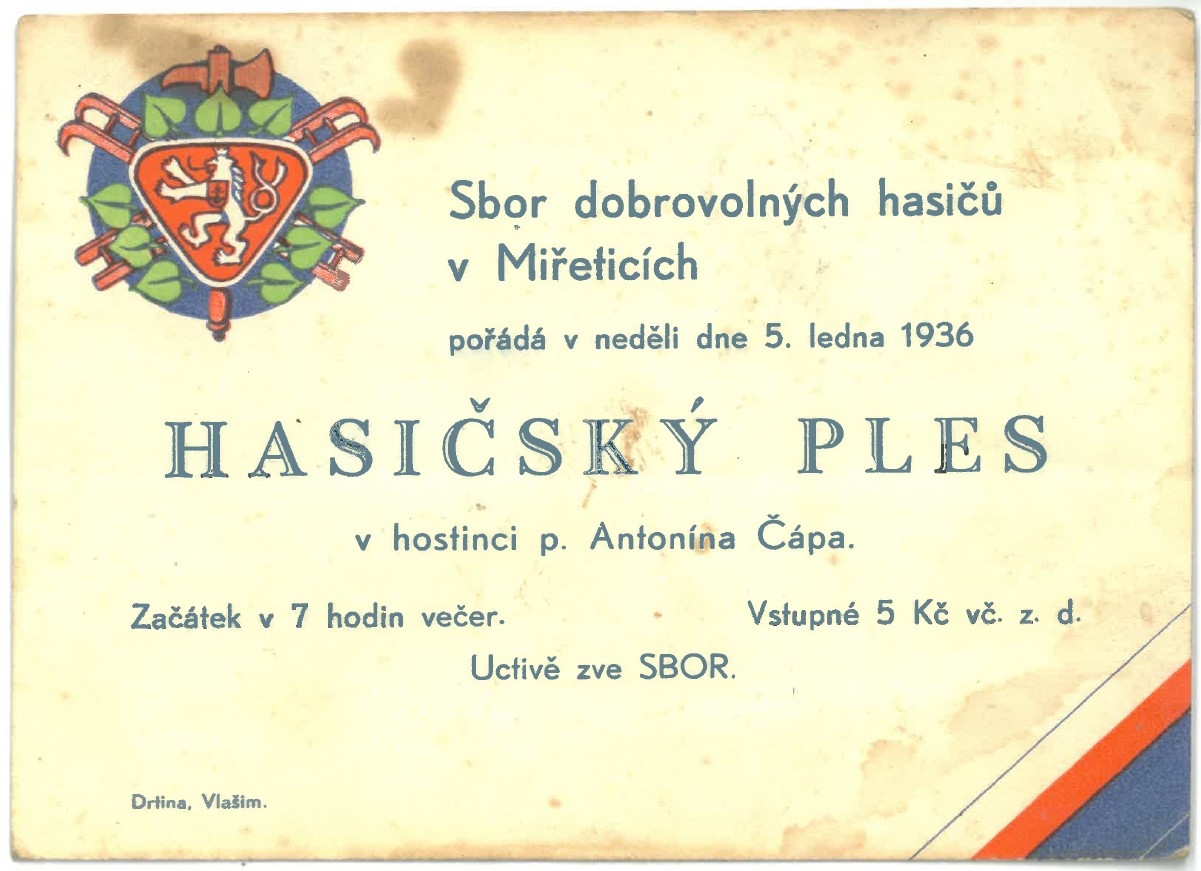 Sbor dobrovolných hasičů
v Miřeticích
pořádá v neděli dne 5. ledna 1936
HASIČSKÝ PLES
v hostinci p. Antonína Čápa.
Začátek v 7 hodin večer. Vstupné 5 Kč vč. z. d.
Uctivě zve SBOR.
Drtina, Vlašim.